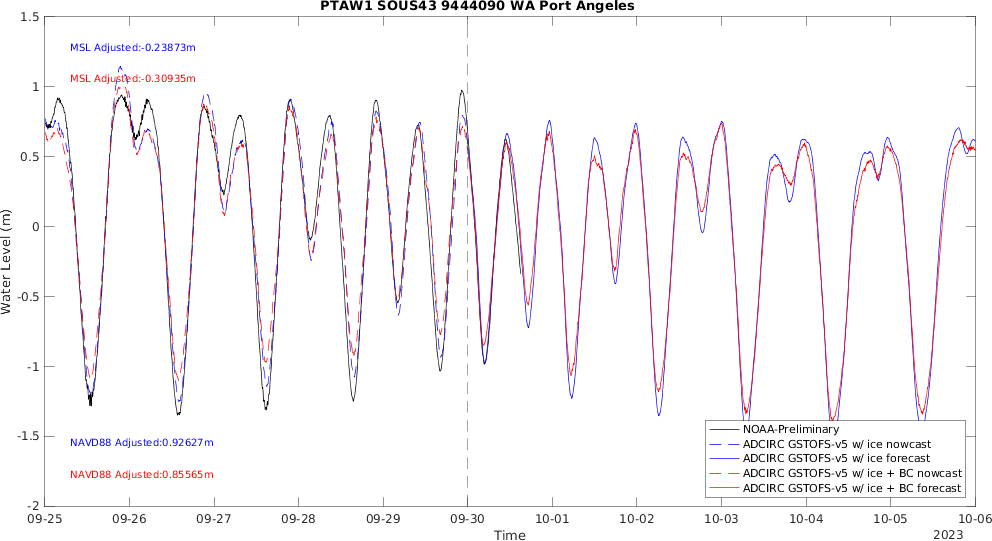 PTAW1 SOUS43 9444090 WA Port Angeles
1.5
MSL Adjusted:-0.23873m
MSL Adjusted:-0.30935m
1
0.5
0
-0.5
-1
-1.5
-2
Water Level (m)
NAVD88 Adjusted:0.92627m
NAVD88 Adjusted:0.85565m
NOAA-Preliminary
ADCIRC GSTOFS-v5 w/ ice nowcast
ADCIRC GSTOFS-v5 w/ ice forecast
ADCIRC GSTOFS-v5 w/ ice + BC nowcast
ADCIRC GSTOFS-v5 w/ ice + BC forecast
09-25 09-26 09-27 09-28 09-29 09-30 10-01 10-02 10-03 10-04 10-05 10-06
Time
2023